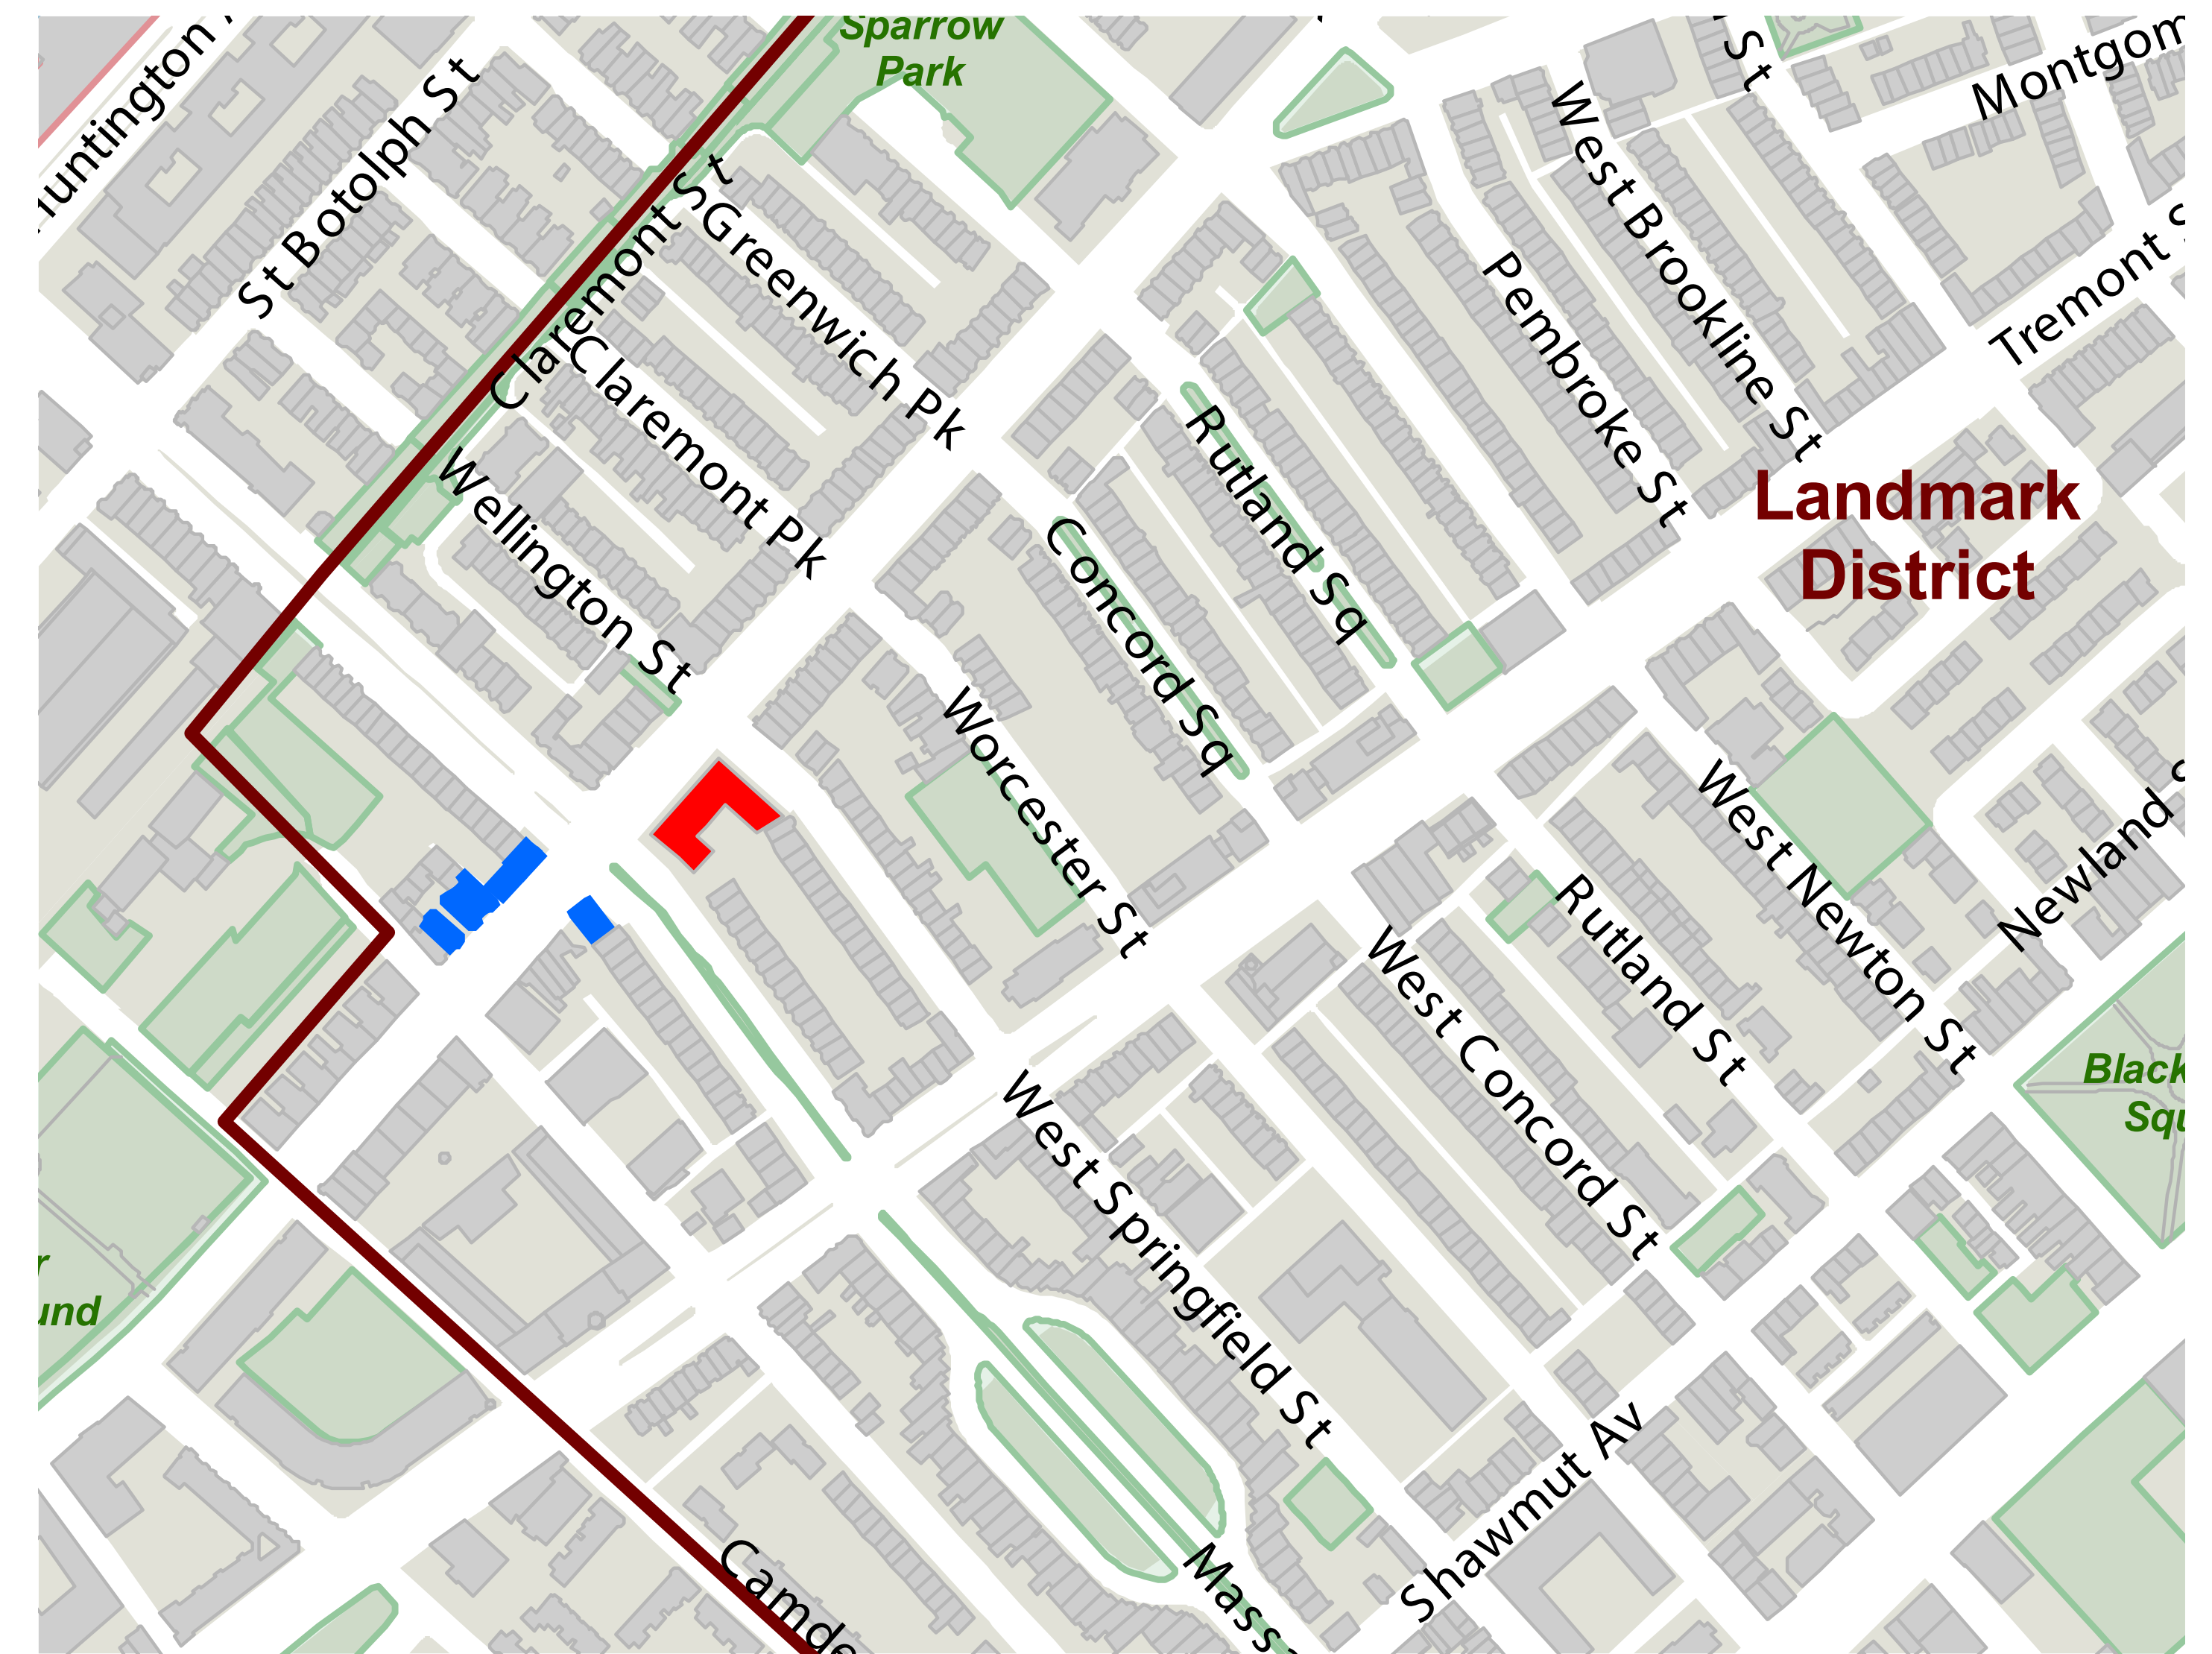 Sparrow
Park
St
Montgom
St Botolph St
West Brookline St
Claremont St
Greenwich Pk
Pembroke St
Tremont S
Claremont Pk
Rutland Sq
Wellington St
Landmark
District
Concord Sq
Worcester St
West Newton St
Newland S
Rutland St
West Concord St
Black
Squ
West Springfield St
r
und
Shawmut Av
Camde
Massa